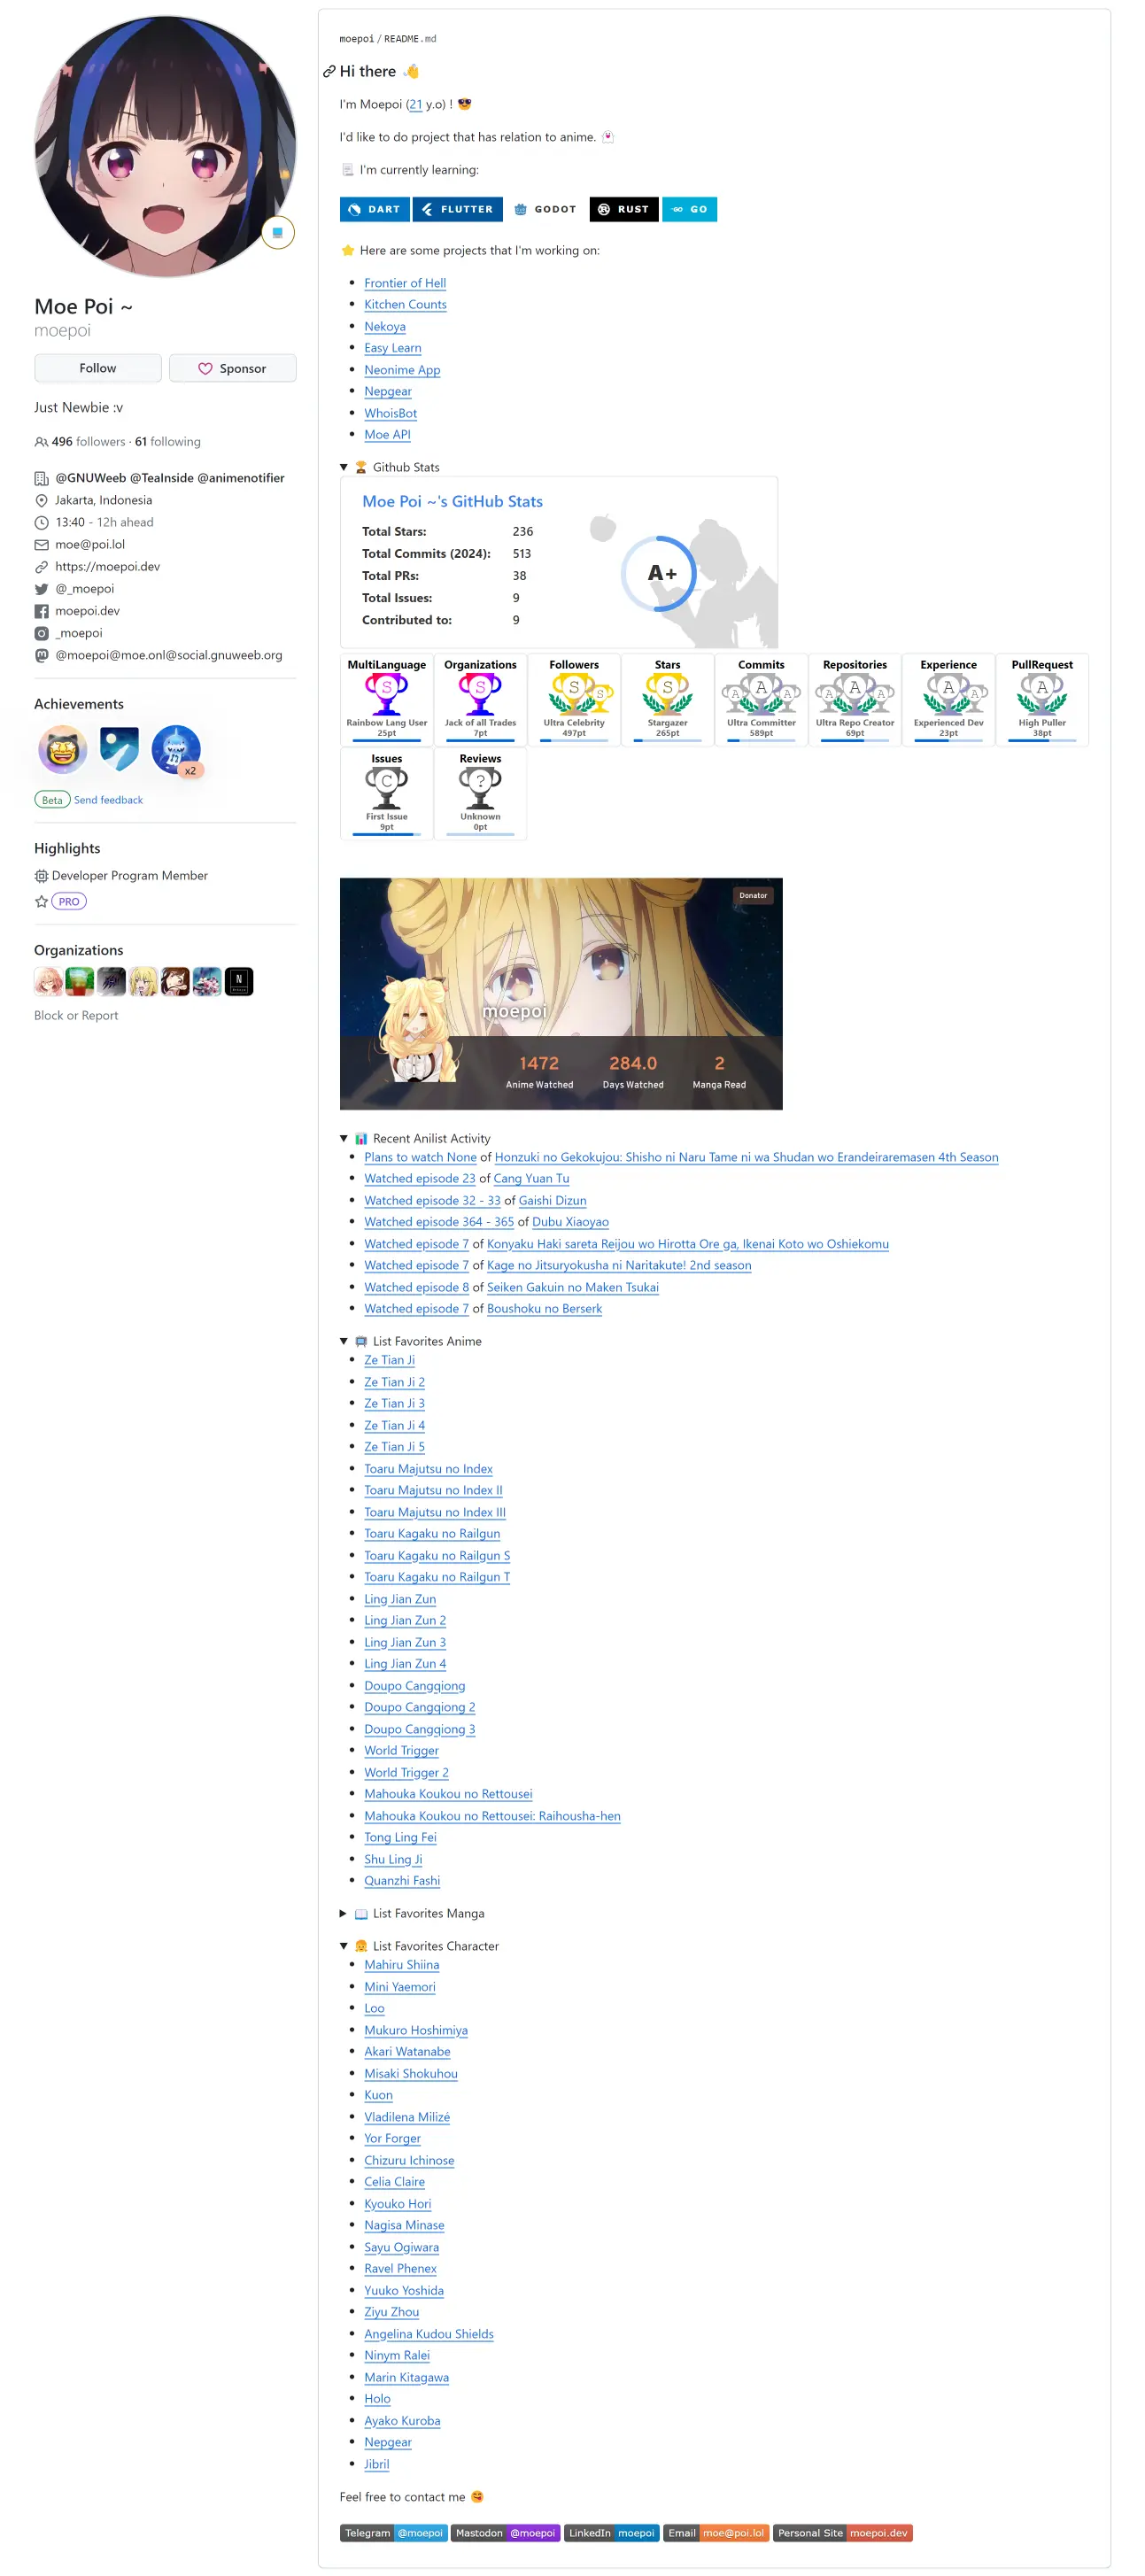 Moe Poi ~
moepoi
Follow
Sponsor
Just Newbie :v
496 followers · 61 following
@GNUWeeb @TeaInside @animenotifier
Jakarta, Indonesia
13:40 - 12h ahead
moe@poi.lol
https://moepoi.dev
@_moepoi
moepoi.dev
_moepoi
@moepoi@moe.onl@social.gnuweeb.org
Achievements
x2
Beta Send feedback
Highlights
Developer Program Member
PRO
Organizations
N
Block or Report
moepoi / README.md
Hi there
I'm Moepoi (21 y.o) !
I'd like to do project that has relation to anime.
I'm currently learning:
DART FLUTTER GODOT RUST GO
Here are some projects that I'm working on:
Frontier of Hell
Kitchen Counts
Nekoya
Easy Learn
Neonime App
Nepgear
WhoisBot
Moe API
Github Stats
Moe Poi ~'s GitHub Stats
Total Stars: 236
Total Commits (2024): 513
Total PRs: 38
Total Issues: 9
Contributed to: 9
A+
MultiLanguage Organizations Followers Stars Commits Repositories Experience PullRequest
S S S S S A A A A A A A A A
Rainbow Lang User Jack of all Trades Ultra Celebrity Stargazer Ultra Committer Ultra Repo Creator Experienced Dev High Puller
25pt 7pt 497pt 265pt 589pt 69pt 23pt 38pt
Issues Reviews
C ?
First Issue Unknown
9pt 0pt
Donator
moepoi
1472 284.0 2
Anime Watched Days Watched Manga Read
Recent Anilist Activity
Plans to watch None of Honzuki no Gekokujou: Shisho ni Naru Tame ni wa Shudan wo Erandeiraremasen 4th Season
Watched episode 23 of Cang Yuan Tu
Watched episode 32 - 33 of Gaishi Dizun
Watched episode 364 - 365 of Dubu Xiaoyao
Watched episode 7 of Konyaku Haki sareta Reijou wo Hirotta Ore ga, Ikenai Koto wo Oshiekomu
Watched episode 7 of Kage no Jitsuryokusha ni Naritakute! 2nd season
Watched episode 8 of Seiken Gakuin no Maken Tsukai
Watched episode 7 of Boushoku no Berserk
List Favorites Anime
Ze Tian Ji
Ze Tian Ji 2
Ze Tian Ji 3
Ze Tian Ji 4
Ze Tian Ji 5
Toaru Majutsu no Index
Toaru Majutsu no Index II
Toaru Majutsu no Index III
Toaru Kagaku no Railgun
Toaru Kagaku no Railgun S
Toaru Kagaku no Railgun T
Ling Jian Zun
Ling Jian Zun 2
Ling Jian Zun 3
Ling Jian Zun 4
Doupo Cangqiong
Doupo Cangqiong 2
Doupo Cangqiong 3
World Trigger
World Trigger 2
Mahouka Koukou no Rettousei
Mahouka Koukou no Rettousei: Raihousha-hen
Tong Ling Fei
Shu Ling Ji
Quanzhi Fashi
List Favorites Manga
List Favorites Character
Mahiru Shiina
Mini Yaemori
Loo
Mukuro Hoshimiya
Akari Watanabe
Misaki Shokuhou
Kuon
Vladilena Milizé
Yor Forger
Chizuru Ichinose
Celia Claire
Kyouko Hori
Nagisa Minase
Sayu Ogiwara
Ravel Phenex
Yuuko Yoshida
Ziyu Zhou
Angelina Kudou Shields
Ninym Ralei
Marin Kitagawa
Holo
Ayako Kuroba
Nepgear
Jibril
Feel free to contact me
Telegram @moepoi Mastodon @moepoi LinkedIn moepoi Email moe@poi.lol Personal Site moepoi.dev